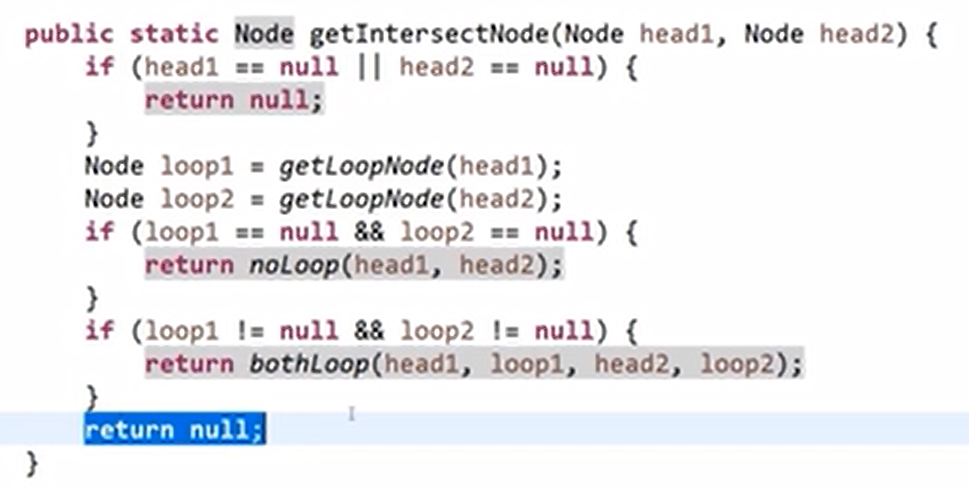 public static Node getIntersectNode(Node head1, Node head2) {
    if (head1 == null || head2 == null) {
        return null;
    }
    Node loop1 = getLoopNode(head1);
    Node loop2 = getLoopNode(head2);
    if (loop1 == null && loop2 == null) {
        return noLoop(head1, head2);
    }
    if (loop1 != null && loop2 != null) {
        return bothLoop(head1, loop1, head2, loop2);
    }
    return null;
}